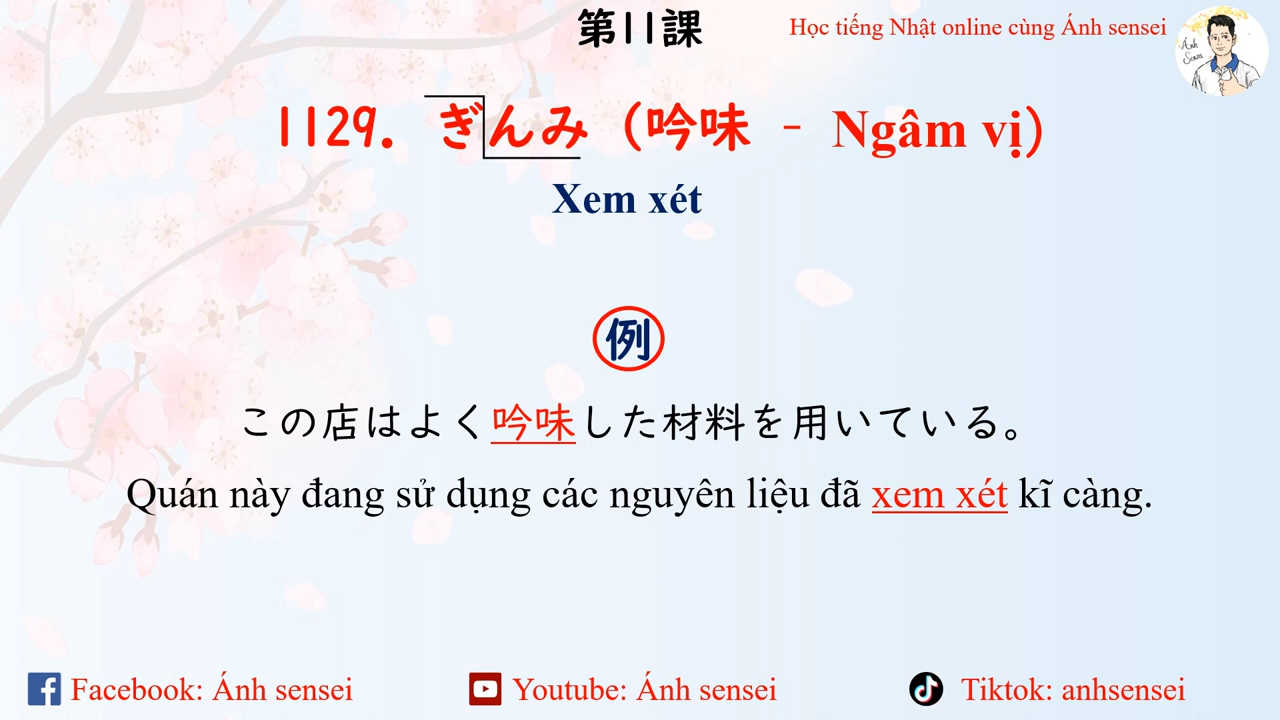 第11課
Học tiếng Nhật online cùng Ánh sensei
Ánh Sensei
1129. ぎんみ (吟味 - Ngâm vị)
Xem xét
例
この店はよく吟味した材料を用いている。
Quán này đang sử dụng các nguyên liệu đã xem xét kĩ càng.
Facebook: Ánh sensei
Youtube: Ánh sensei
Tiktok: anhsensei